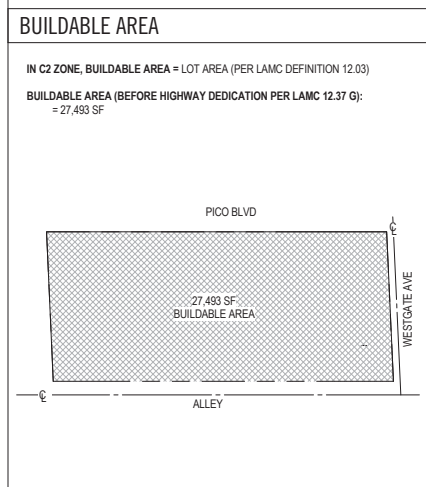 BUILDABLE AREA
IN C2 ZONE, BUILDABLE AREA = LOT AREA (PER LAMC DEFINITION 12.03)
BUILDABLE AREA (BEFORE HIGHWAY DEDICATION PER LAMC 12.37 G):
= 27,493 SF
PICO BLVD
℄
27,493 SF
BUILDABLE AREA
WESTGATE AVE
℄
ALLEY